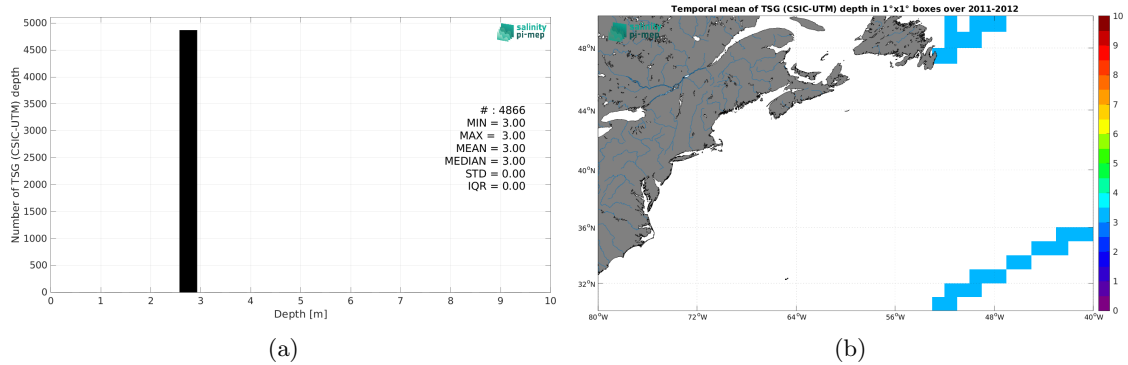 Number of TSG (CSIC-UTM) depth
5000
4500
4000
3500
3000
2500
2000
1500
1000
500
0
0 1 2 3 4 5 6 7 8 9 10
Depth [m]
salinity
pi-mep
# : 4866
MIN = 3.00
MAX = 3.00
MEAN = 3.00
MEDIAN = 3.00
STD = 0.00
IQR = 0.00
(a)
Temporal mean of TSG (CSIC-UTM) depth in 1°x1° boxes over 2011-2012
salinity
pi-mep
48°N
44°N
40°N
36°N
32°N
80°W 72°W 64°W 56°W 48°W 40°W
10
9
8
7
6
5
4
3
2
1
0
(b)